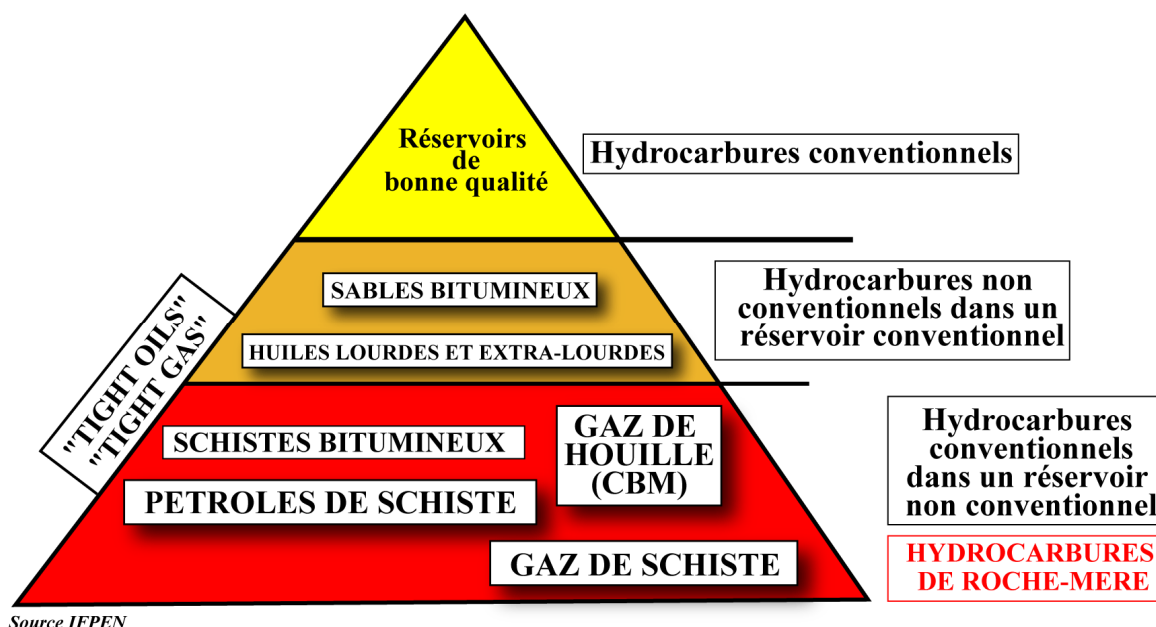 Réservoirs
de
bonne qualité
Hydrocarbures conventionnels
SABLES BITUMINEUX
HUILES LOURDES ET EXTRA-LOURDES
Hydrocarbures non
conventionnels dans un
réservoir conventionnel
"TIGHT OILS"
"TIGHT GAS"
SCHISTES BITUMINEUX
GAZ DE
HOUILLE
(CBM)
PETROLES DE SCHISTE
GAZ DE SCHISTE
Hydrocarbures
conventionnels
dans un réservoir
non conventionnel
HYDROCARBURES
DE ROCHE-MERE
Source IFPEN